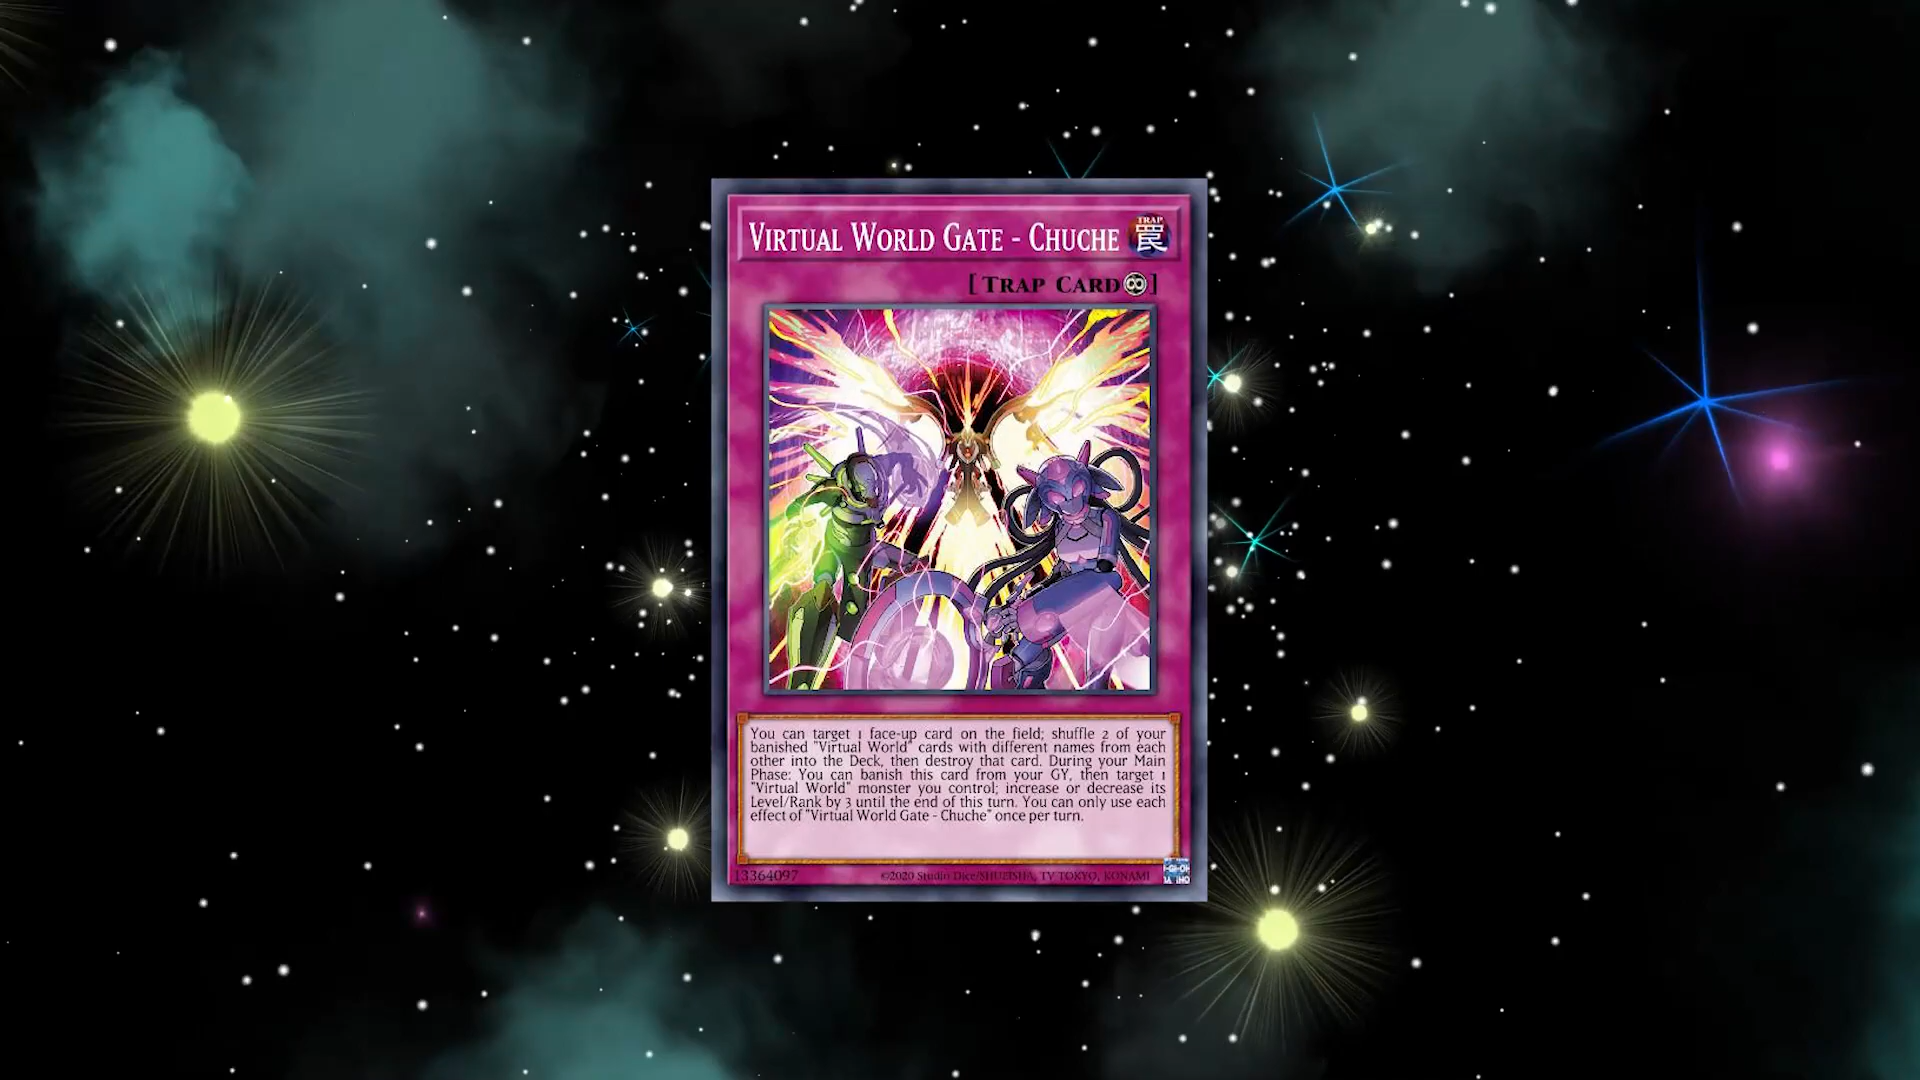 VIRTUAL WORLD GATE - CHUCHE
TRAP
罠
[TRAP CARD]
You can target 1 face-up card on the field; shuffle 2 of your
banished "Virtual World" cards with different names from each
other into the Deck, then destroy that card. During your Main
Phase: You can banish this card from your GY, then target 1
"Virtual World" monster you control; increase or decrease its
Level/Rank by 3 until the end of this turn. You can only use each
effect of "Virtual World Gate - Chuche" once per turn.
13364097
©2020 Studio Dice/SHUEISHA, TV TOKYO, KONAMI